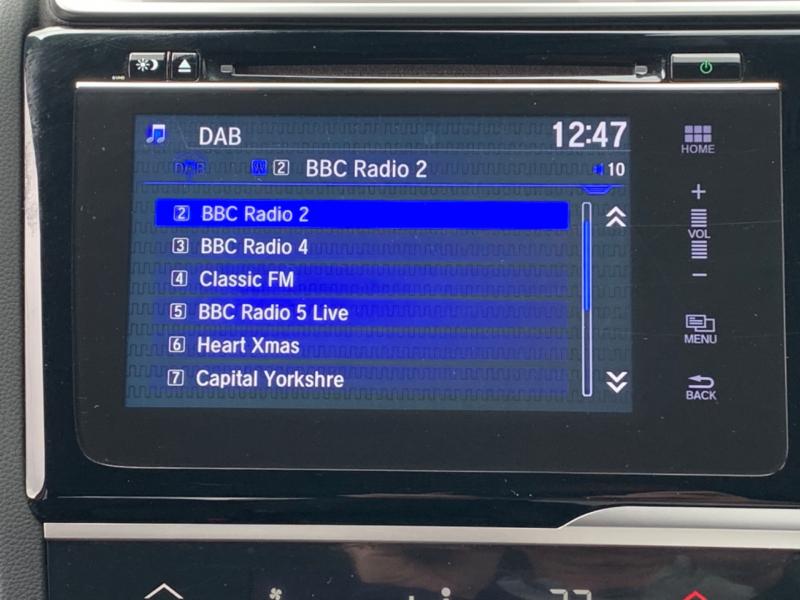 DAB 12:47
HOME
DAB 2 BBC Radio 2 10
2 BBC Radio 2
3 BBC Radio 4
4 Classic FM
5 BBC Radio 5 Live
6 Heart Xmas
7 Capital Yorkshre
+
VOL
-
MENU
BACK